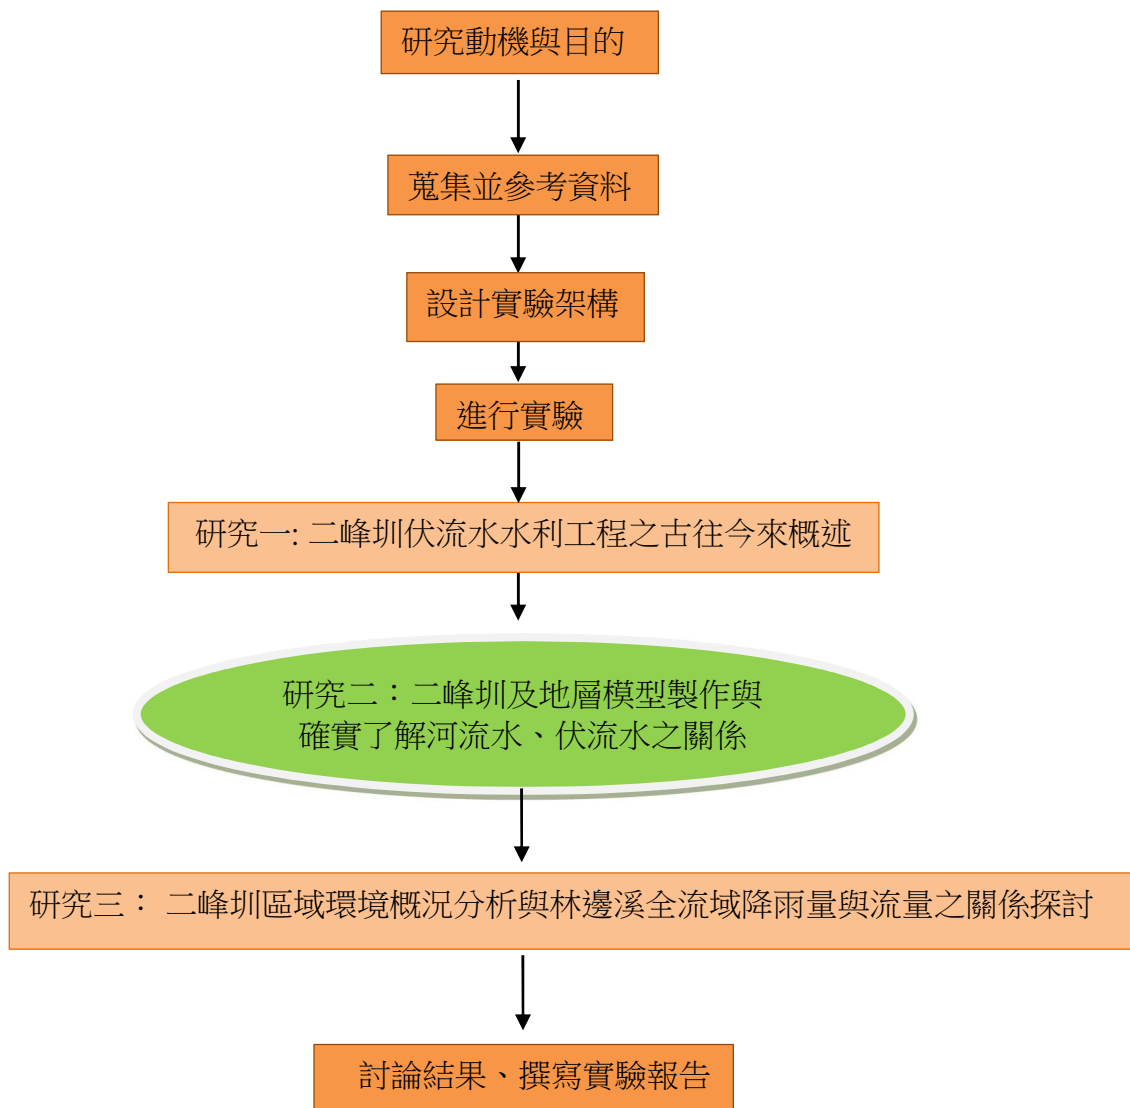 研究動機與目的
蒐集並參考資料
設計實驗架構
進行實驗
研究一: 二峰圳伏流水水利工程之古往今來概述
研究二：二峰圳及地層模型製作與
確實了解河流水、伏流水之關係
研究三： 二峰圳區域環境概況分析與林邊溪全流域降雨量與流量之關係探討
討論結果、撰寫實驗報告